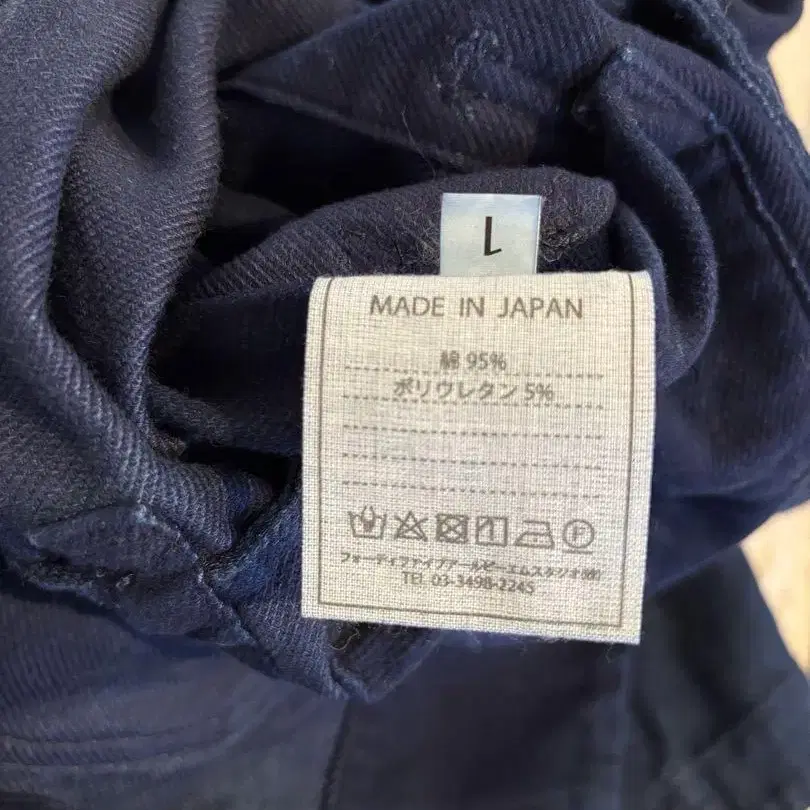 1
MADE IN JAPAN
綿 95%
ポリウレタン 5%
フォーティファイブアールピーエムスタジオ㈱
TEL 03-3498-2245